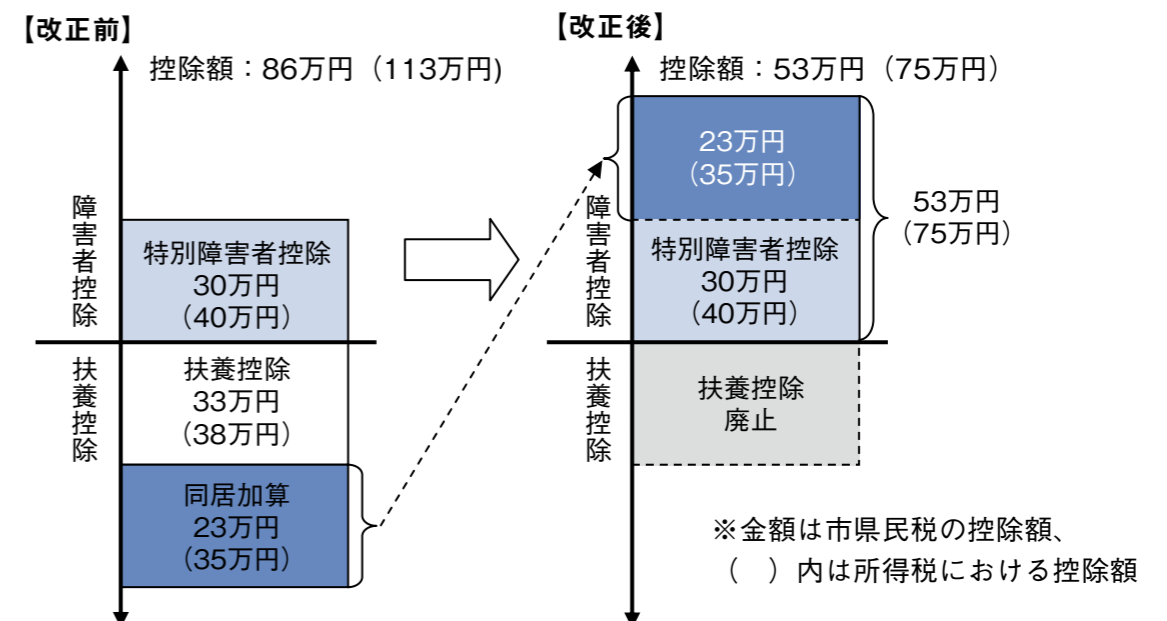 【改正前】
控除額：86万円（113万円)
障害者控除
特別障害者控除
30万円
（40万円）
扶養控除
扶養控除
33万円
（38万円）
同居加算
23万円
（35万円）
【改正後】
控除額：53万円（75万円）
障害者控除
23万円
（35万円）
特別障害者控除
30万円
（40万円）
53万円
（75万円）
扶養控除
扶養控除
廃止
※金額は市県民税の控除額、
（　）内は所得税における控除額